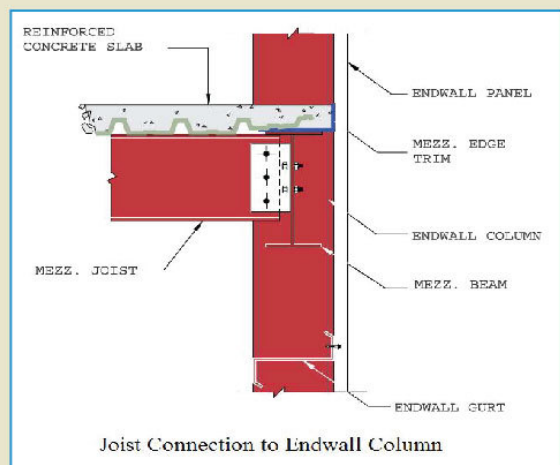 REINFORCED
CONCRETE SLAB
ENDWALL PANEL
MEZZ. EDGE
TRIM
ENDWALL COLUMN
MEZZ. JOIST
MEZZ. BEAM
ENDWALL GURT
Joist Connection to Endwall Column